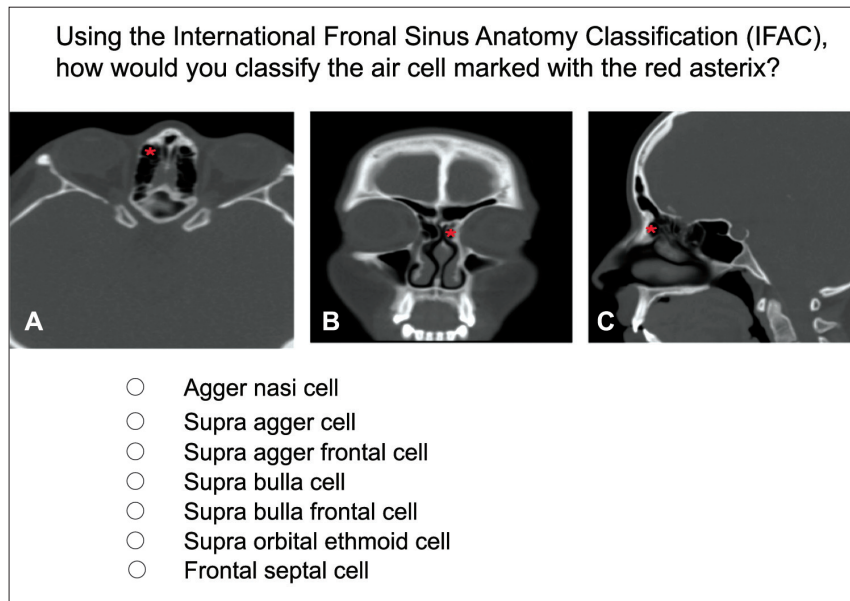 Using the International Fronal Sinus Anatomy Classification (IFAC),
how would you classify the air cell marked with the red asterix?
A
B
C
Agger nasi cell
Supra agger cell
Supra agger frontal cell
Supra bulla cell
Supra bulla frontal cell
Supra orbital ethmoid cell
Frontal septal cell